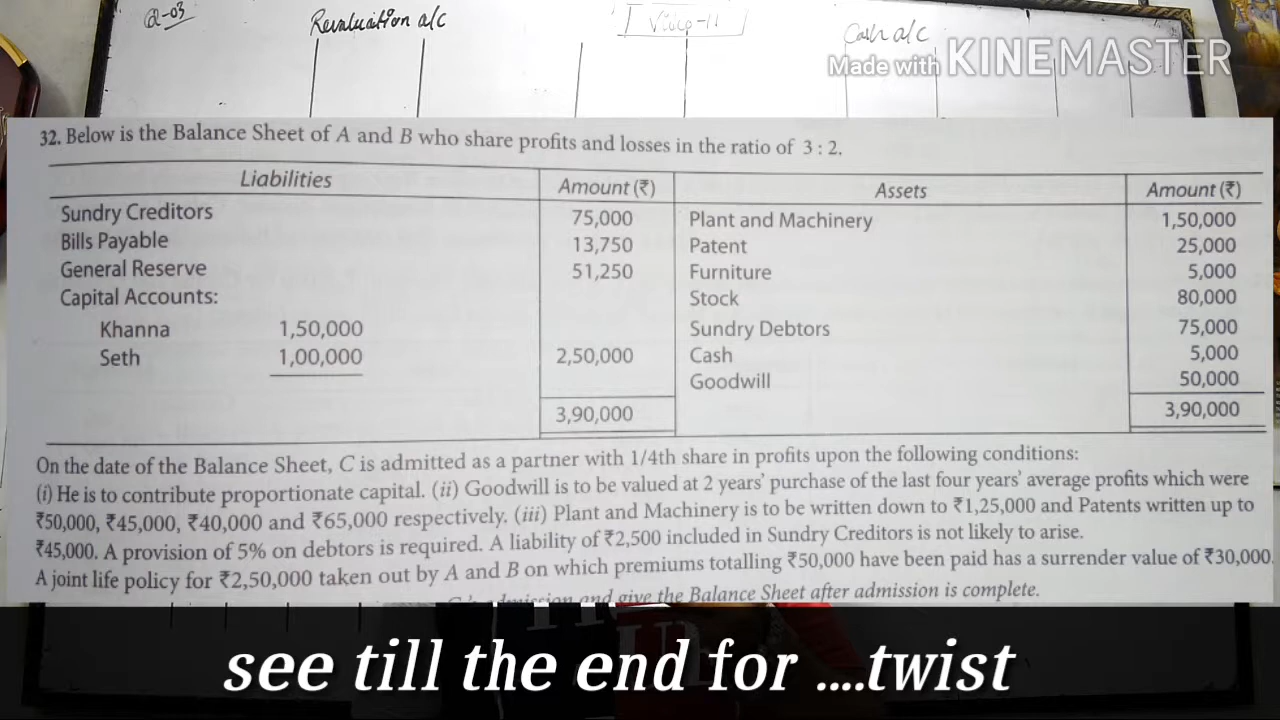 Q-03 Revaluation a/c Video-11 Cash a/c
Made with KINEMASTER
32. Below is the Balance Sheet of A and B who share profits and losses in the ratio of 3 : 2.
Liabilities Amount (₹) Assets Amount (₹)
Sundry Creditors 75,000 Plant and Machinery 1,50,000
Bills Payable 13,750 Patent 25,000
General Reserve 51,250 Furniture 5,000
Capital Accounts: Stock 80,000
Khanna 1,50,000 Sundry Debtors 75,000
Seth 1,00,000 2,50,000 Cash 5,000
Goodwill 50,000
3,90,000 3,90,000
On the date of the Balance Sheet, C is admitted as a partner with 1/4th share in profits upon the following conditions:
(i) He is to contribute proportionate capital. (ii) Goodwill is to be valued at 2 years' purchase of the last four years' average profits which were
₹50,000, ₹45,000, ₹40,000 and ₹65,000 respectively. (iii) Plant and Machinery is to be written down to ₹1,25,000 and Patents written up to
₹45,000. A provision of 5% on debtors is required. A liability of ₹2,500 included in Sundry Creditors is not likely to arise.
A joint life policy for ₹2,50,000 taken out by A and B on which premiums totalling ₹50,000 have been paid has a surrender value of ₹30,000.
C's admission and give the Balance Sheet after admission is complete.
see till the end for ....twist